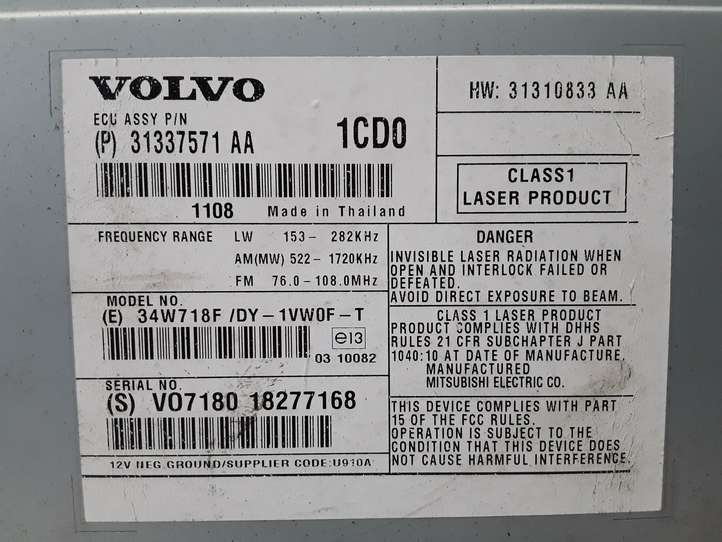 VOLVO
ECU ASSY P/N
(P) 31337571 AA
1CD0
1108 Made in Thailand
HW: 31310833 AA
CLASS1
LASER PRODUCT
FREQUENCY RANGE LW 153- 282KHz
AM(MW) 522- 1720KHz
FM 76.0-108.0MHz
MODEL NO.
(E) 34W718F /DY-1VW0F-T
e13
03 10082
SERIAL NO.
(S) VO7180 18277168
12V NEG.GROUND/SUPPLIER CODE:U910A
DANGER
INVISIBLE LASER RADIATION WHEN
OPEN AND INTERLOCK FAILED OR
DEFEATED.
AVOID DIRECT EXPOSURE TO BEAM.
CLASS 1 LASER PRODUCT
PRODUCT COMPLIES WITH DHHS
RULES 21 CFR SUBCHAPTER J PART
1040:10 AT DATE OF MANUFACTURE.
MANUFACTURED
MITSUBISHI ELECTRIC CO.
THIS DEVICE COMPLIES WITH PART
15 OF THE FCC RULES.
OPERATION IS SUBJECT TO THE
CONDITION THAT THIS DEVICE DOES
NOT CAUSE HARMFUL INTERFERENCE.